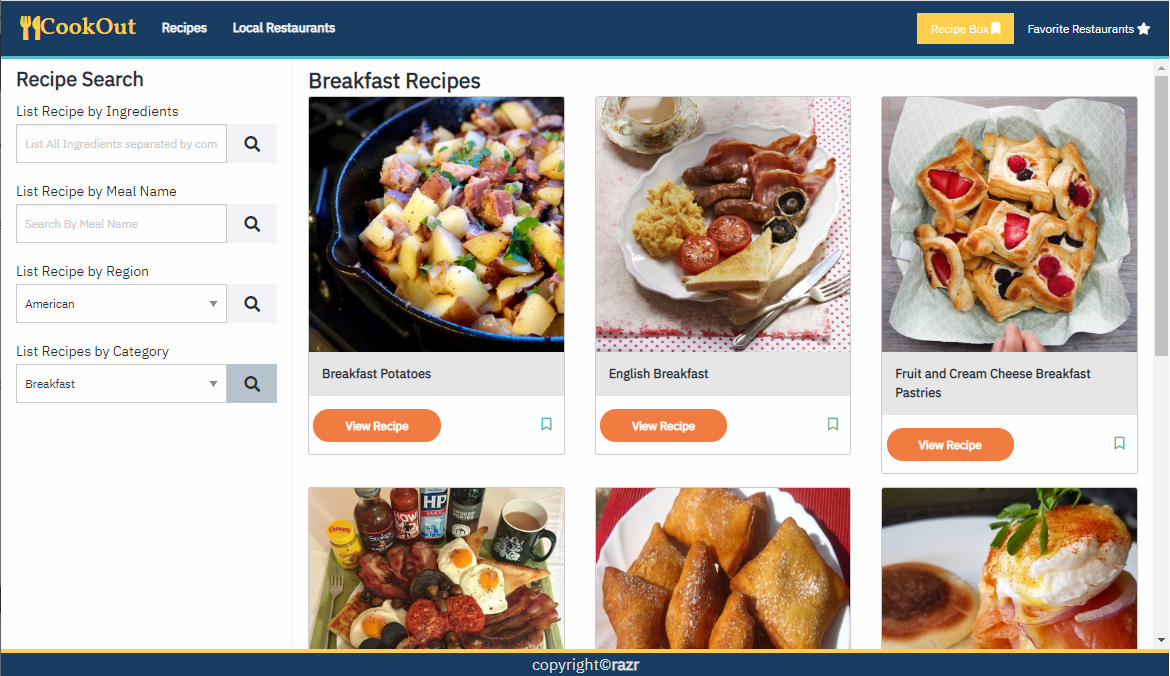 CookOut
Recipes
Local Restaurants
Recipe Box
Favorite Restaurants
Recipe Search
List Recipe by Ingredients
List All Ingredients separated by com
List Recipe by Meal Name
Search By Meal Name
List Recipe by Region
American
List Recipes by Category
Breakfast
Breakfast Recipes
Breakfast Potatoes
View Recipe
English Breakfast
View Recipe
Fruit and Cream Cheese Breakfast
Pastries
View Recipe
HP
copyright©razr